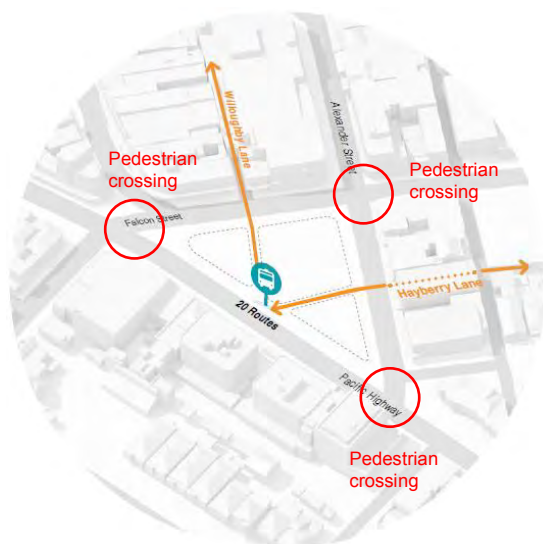 Willoughby Lane
Alexander Street
Pedestrian
crossing
Pedestrian
crossing
Falcon Street
Hayberry Lane
20 Routes
Pacific Highway
Pedestrian
crossing